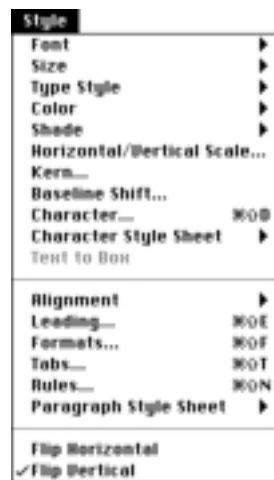 Style
Font
Size
Type Style
Color
Shade
Horizontal/Vertical Scale...
Kern...
Baseline Shift...
Character... ⌘⇧D
Character Style Sheet
Text to Box
Alignment
Leading... ⌘⇧E
Formats... ⌘⇧F
Tabs... ⌘⇧T
Rules... ⌘⇧N
Paragraph Style Sheet
Flip Horizontal
✓Flip Vertical